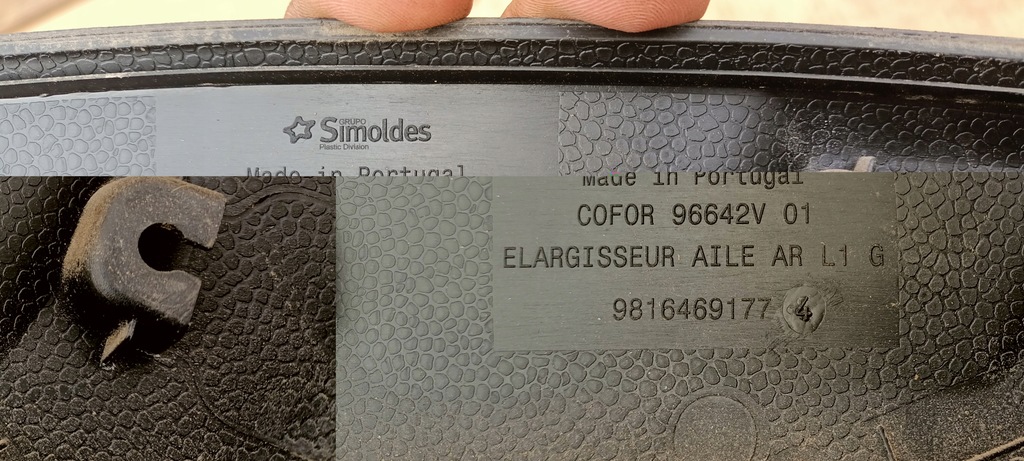 GRUPO
Simoldes
Plastic Division
Made in Portugal
Made in Portugal
COFOR 96642V 01
ELARGISSEUR AILE AR L1 G
9816469177 4